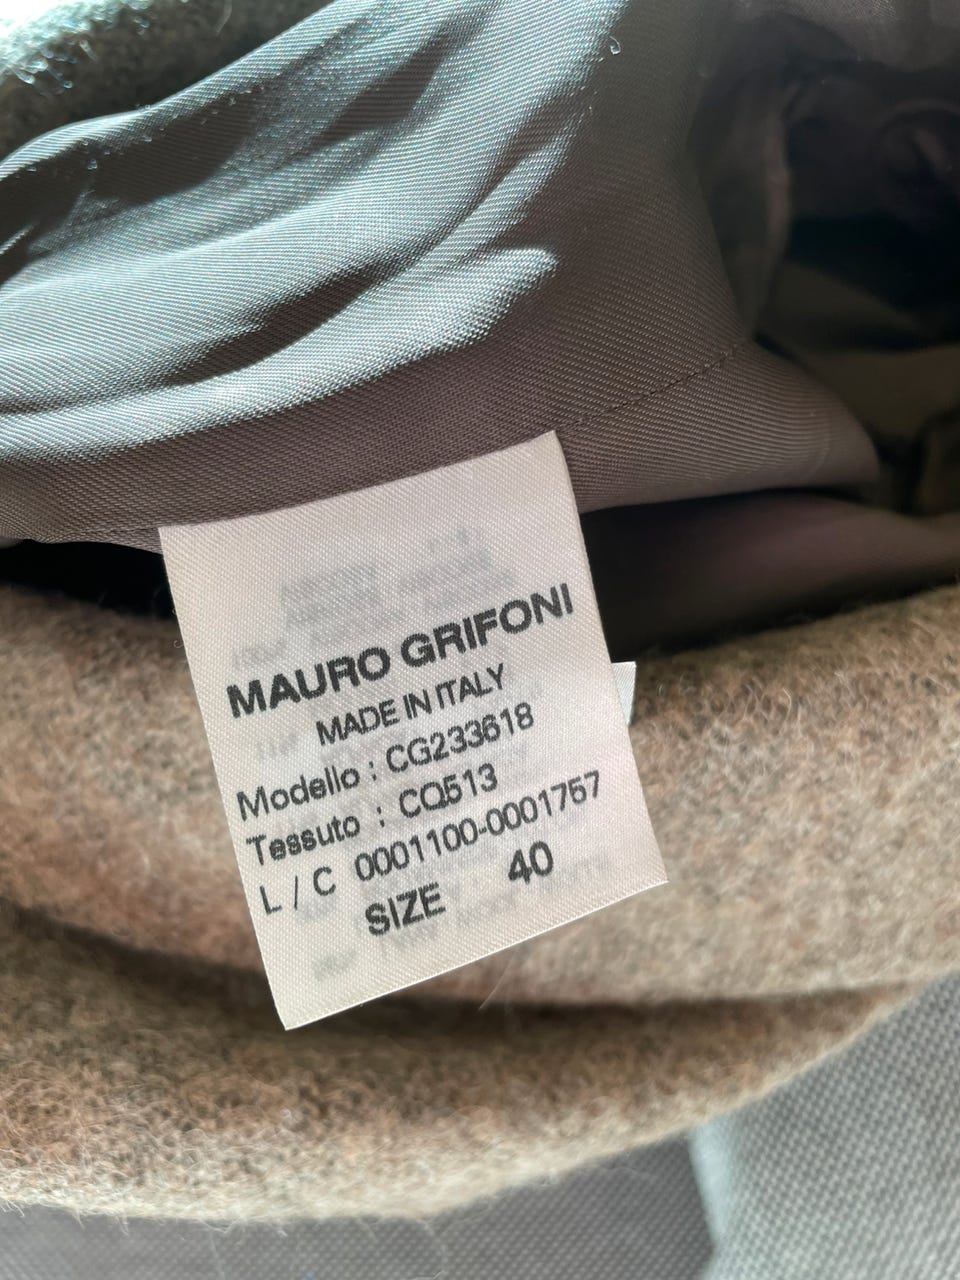 MAURO GRIFONI
MADE IN ITALY
Modello : CG233618
Tessuto : CQ513
L / C 0001100-0001757
SIZE 40